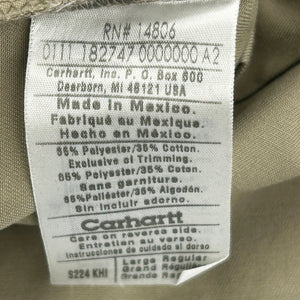 RN# 14806
0111 182747 0000000 A2
Carhartt, Inc. P.O. Box 600
Dearborn, MI 48121 USA
Made in Mexico.
Fabriqué au Mexique.
Hecho en México.
65% Polyester/35% Cotton.
Exclusive of Trimming.
65% Polyester/35% Coton.
Sans garniture.
65% Poliéster/35% Algodón.
Sin incluir adorno.
Carhartt
Care on reverse side.
Entretien au verso.
Instrucciones de cuidado al dorso
S224 KHI
Large Regular
Grand Régulier
Grande Regular